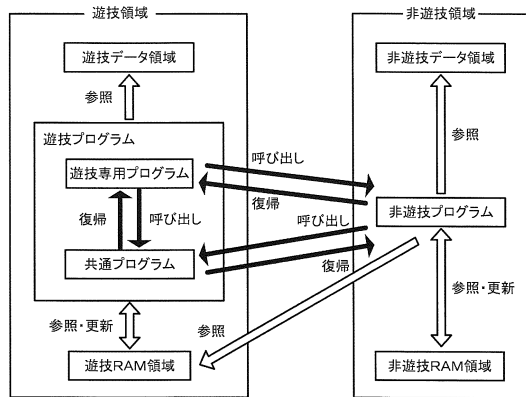 遊技領域
非遊技領域
遊技データ領域
非遊技データ領域
参照
参照
遊技プログラム
遊技専用プログラム
呼び出し
復帰
復帰
呼び出し
呼び出し
非遊技プログラム
共通プログラム
復帰
参照・更新
参照
参照・更新
遊技RAM領域
非遊技RAM領域